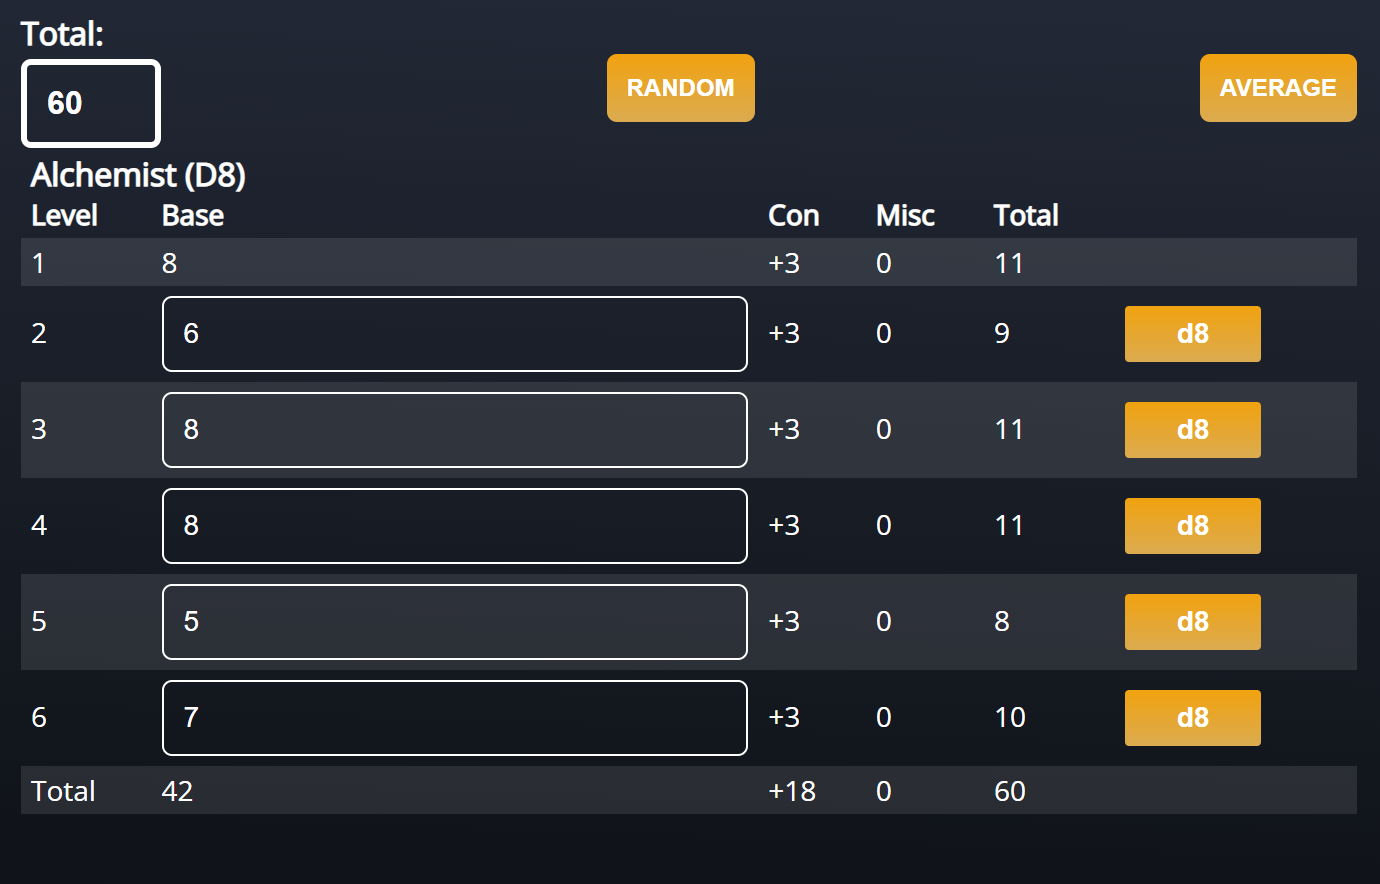 Total:
60
RANDOM
AVERAGE
Alchemist (D8)
Level Base Con Misc Total
1 8 +3 0 11
2 6 +3 0 9 d8
3 8 +3 0 11 d8
4 8 +3 0 11 d8
5 5 +3 0 8 d8
6 7 +3 0 10 d8
Total 42 +18 0 60